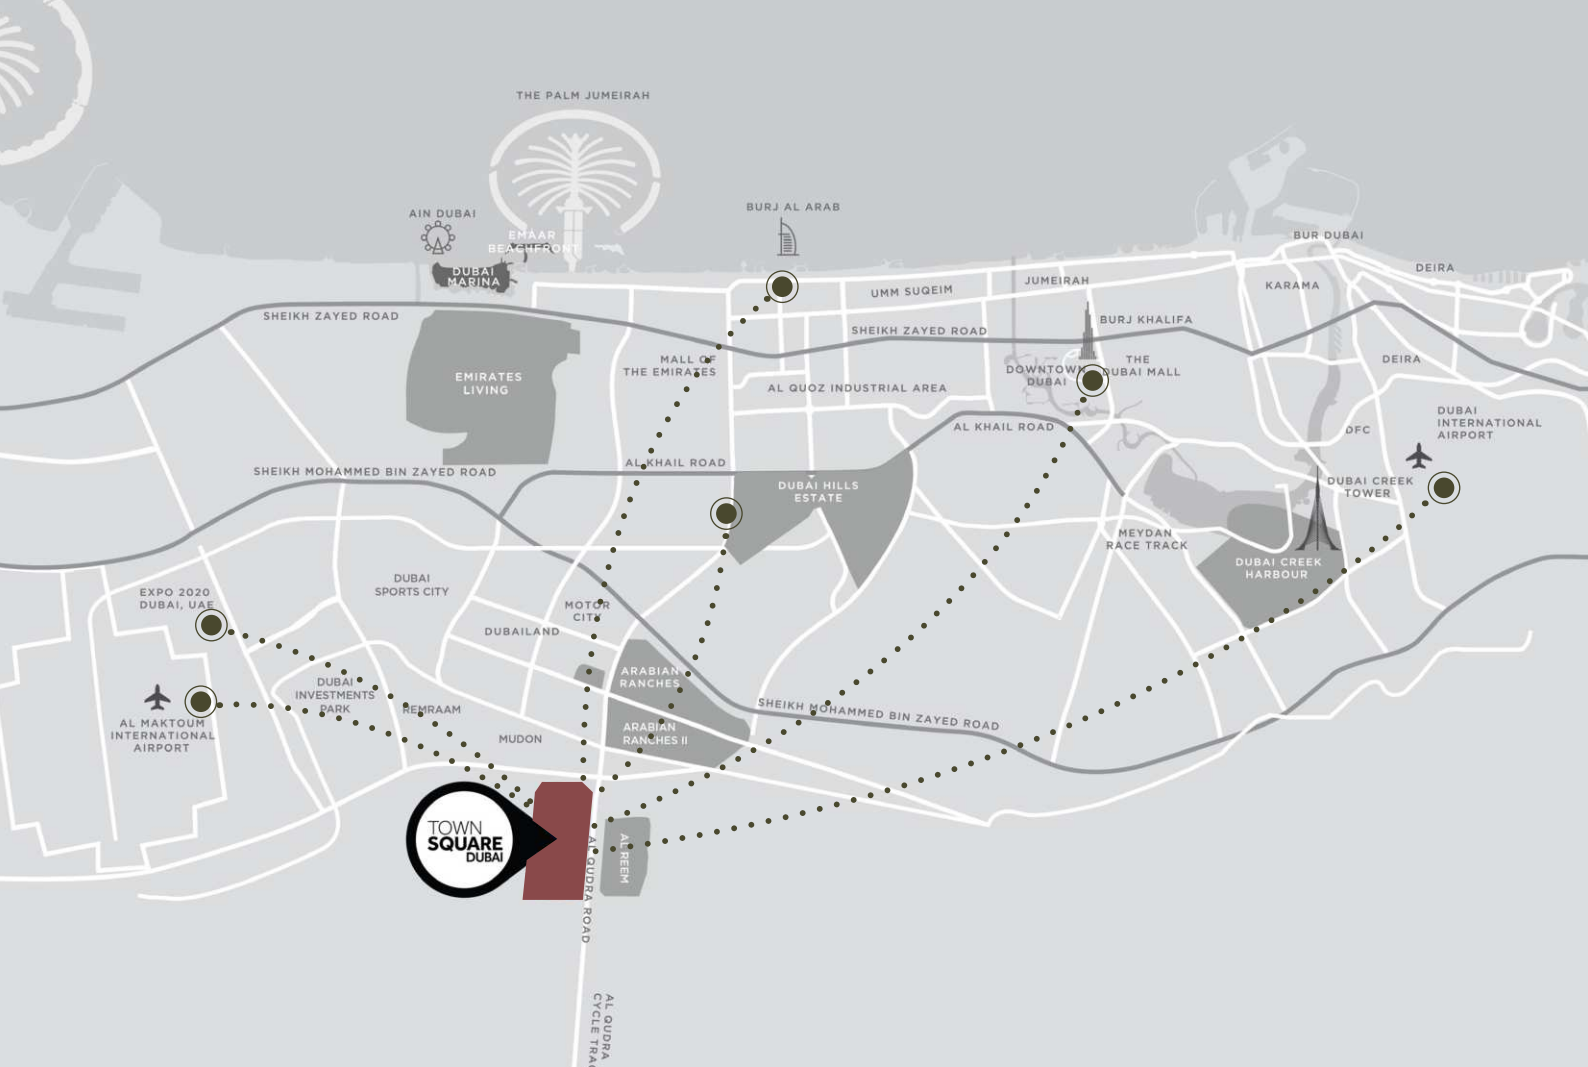 THE PALM JUMEIRAH
AIN DUBAI
EMAAR
BEACHFRONT
DUBAI
MARINA
BURJ AL ARAB
BUR DUBAI
DEIRA
KARAMA
JUMEIRAH
UMM SUQEIM
SHEIKH ZAYED ROAD
SHEIKH ZAYED ROAD
BURJ KHALIFA
MALL OF
THE EMIRATES
EMIRATES
LIVING
AL QUOZ INDUSTRIAL AREA
DOWNTOWN
DUBAI
THE
DUBAI MALL
DEIRA
DUBAI
INTERNATIONAL
AIRPORT
DFC
AL KHAIL ROAD
AL KHAIL ROAD
SHEIKH MOHAMMED BIN ZAYED ROAD
DUBAI HILLS
ESTATE
DUBAI CREEK
TOWER
MEYDAN
RACE TRACK
DUBAI CREEK
HARBOUR
EXPO 2020
DUBAI, UAE
DUBAI
SPORTS CITY
MOTOR
CITY
DUBAILAND
ARABIAN
RANCHES
DUBAI
INVESTMENTS
PARK
REMRAAM
AL MAKTOUM
INTERNATIONAL
AIRPORT
MUDON
ARABIAN
RANCHES II
SHEIKH MOHAMMED BIN ZAYED ROAD
TOWN
SQUARE
DUBAI
AL QUDRA ROAD
AL REEM
AL QUDRA
CYCLE TRAC